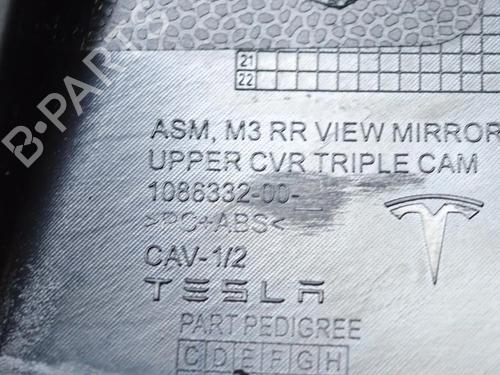 B-PARTS
21
22
ASM, M3 RR VIEW MIRROR
UPPER CVR TRIPLE CAM
1086332-00-
>PC+ABS<
CAV-1/2
TESLA
PART PEDIGREE
C D E F G H